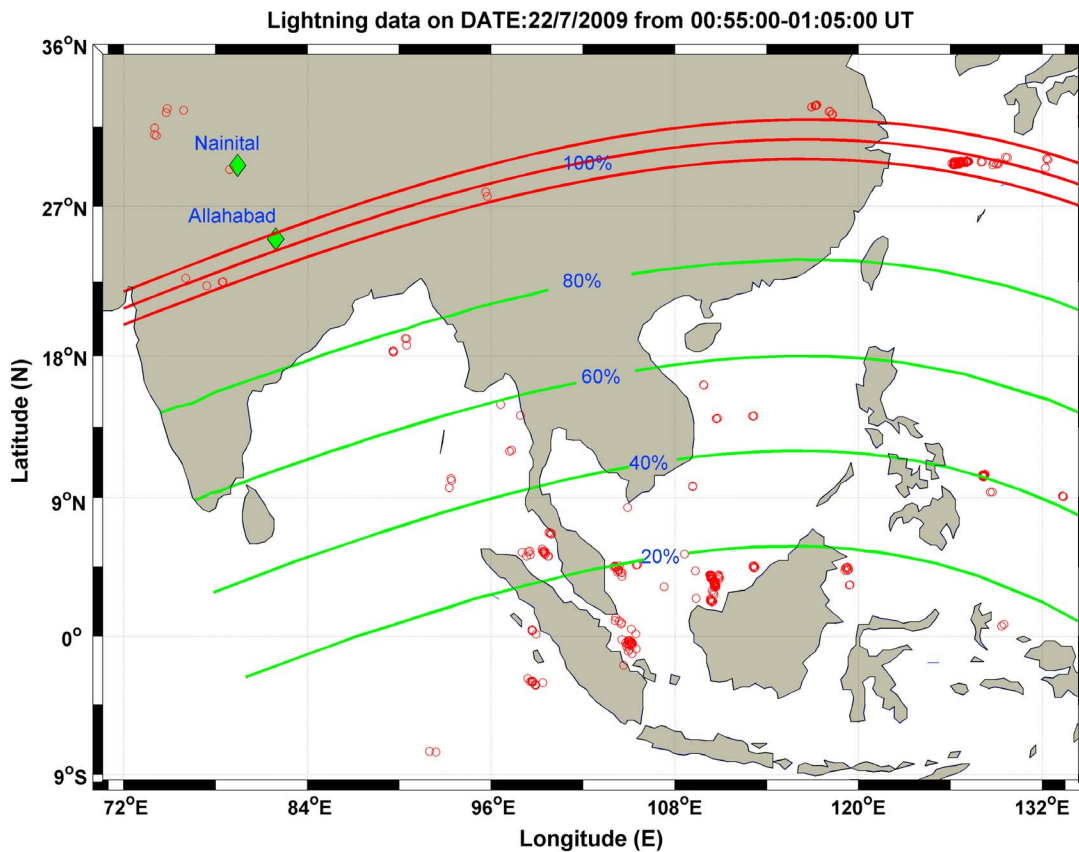 Lightning data on DATE:22/7/2009 from 00:55:00-01:05:00 UT
36°N
Nainital
100%
27°N
Allahabad
80%
18°N
60%
40%
9°N
20%
0°
9°S
72°E 84°E 96°E 108°E 120°E 132°E
Latitude (N)
Longitude (E)